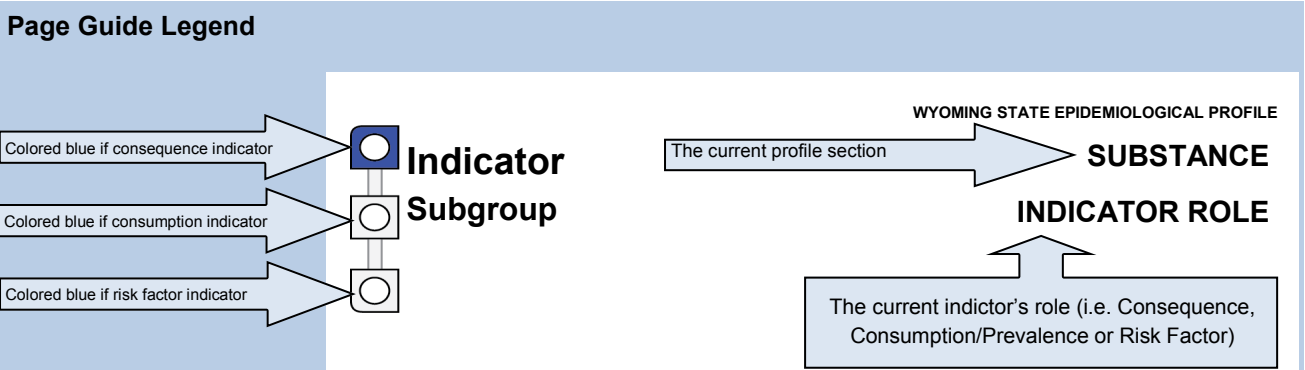 Page Guide Legend
WYOMING STATE EPIDEMIOLOGICAL PROFILE
Colored blue if consequence indicator
Indicator
The current profile section
SUBSTANCE
Colored blue if consumption indicator
Subgroup
INDICATOR ROLE
Colored blue if risk factor indicator
The current indictor’s role (i.e. Consequence,
Consumption/Prevalence or Risk Factor)